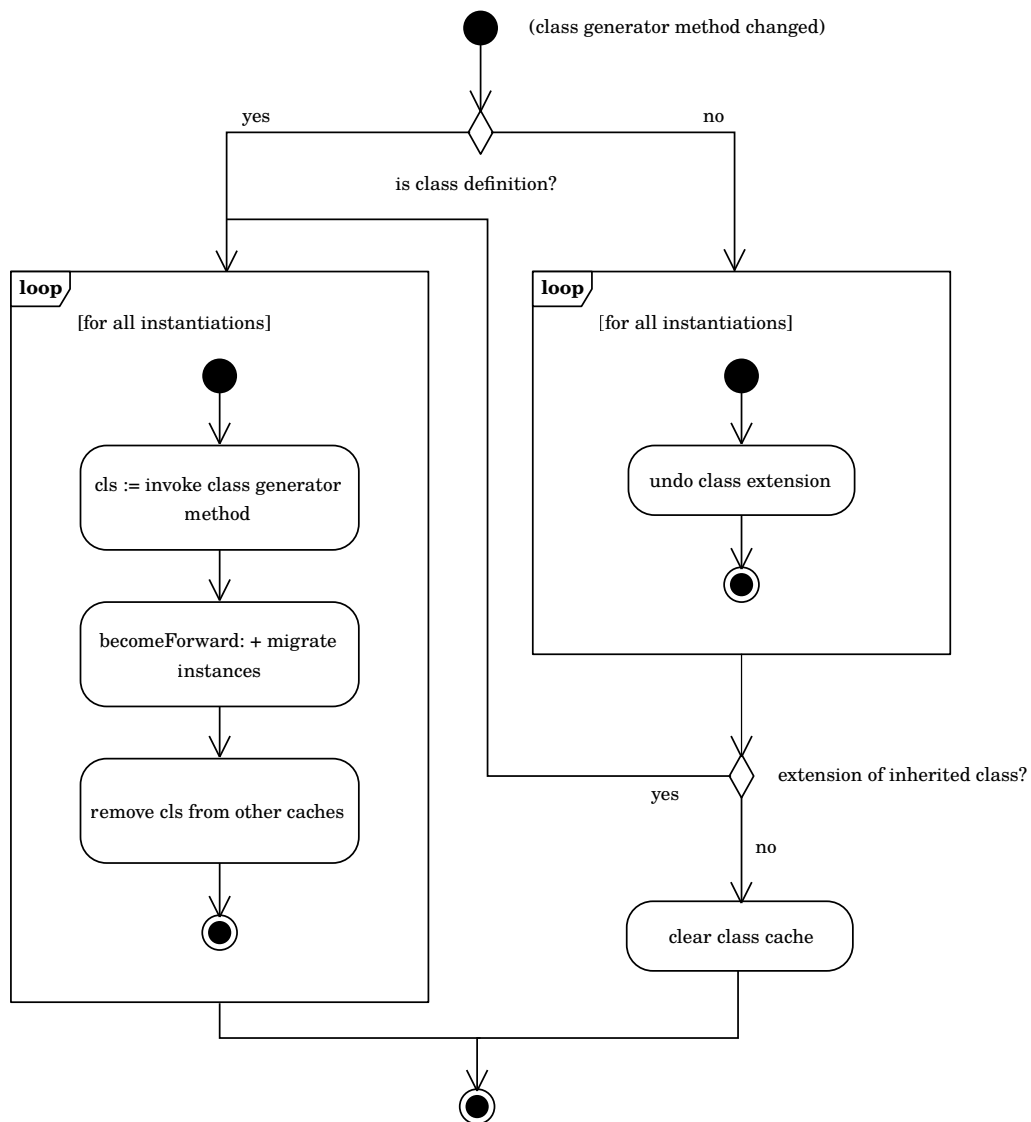 (class generator method changed)
yes
no
is class definition?
loop
[for all instantiations]
cls := invoke class generator
method
becomeForward: + migrate
instances
remove cls from other caches
loop
[for all instantiations]
undo class extension
extension of inherited class?
yes
no
clear class cache